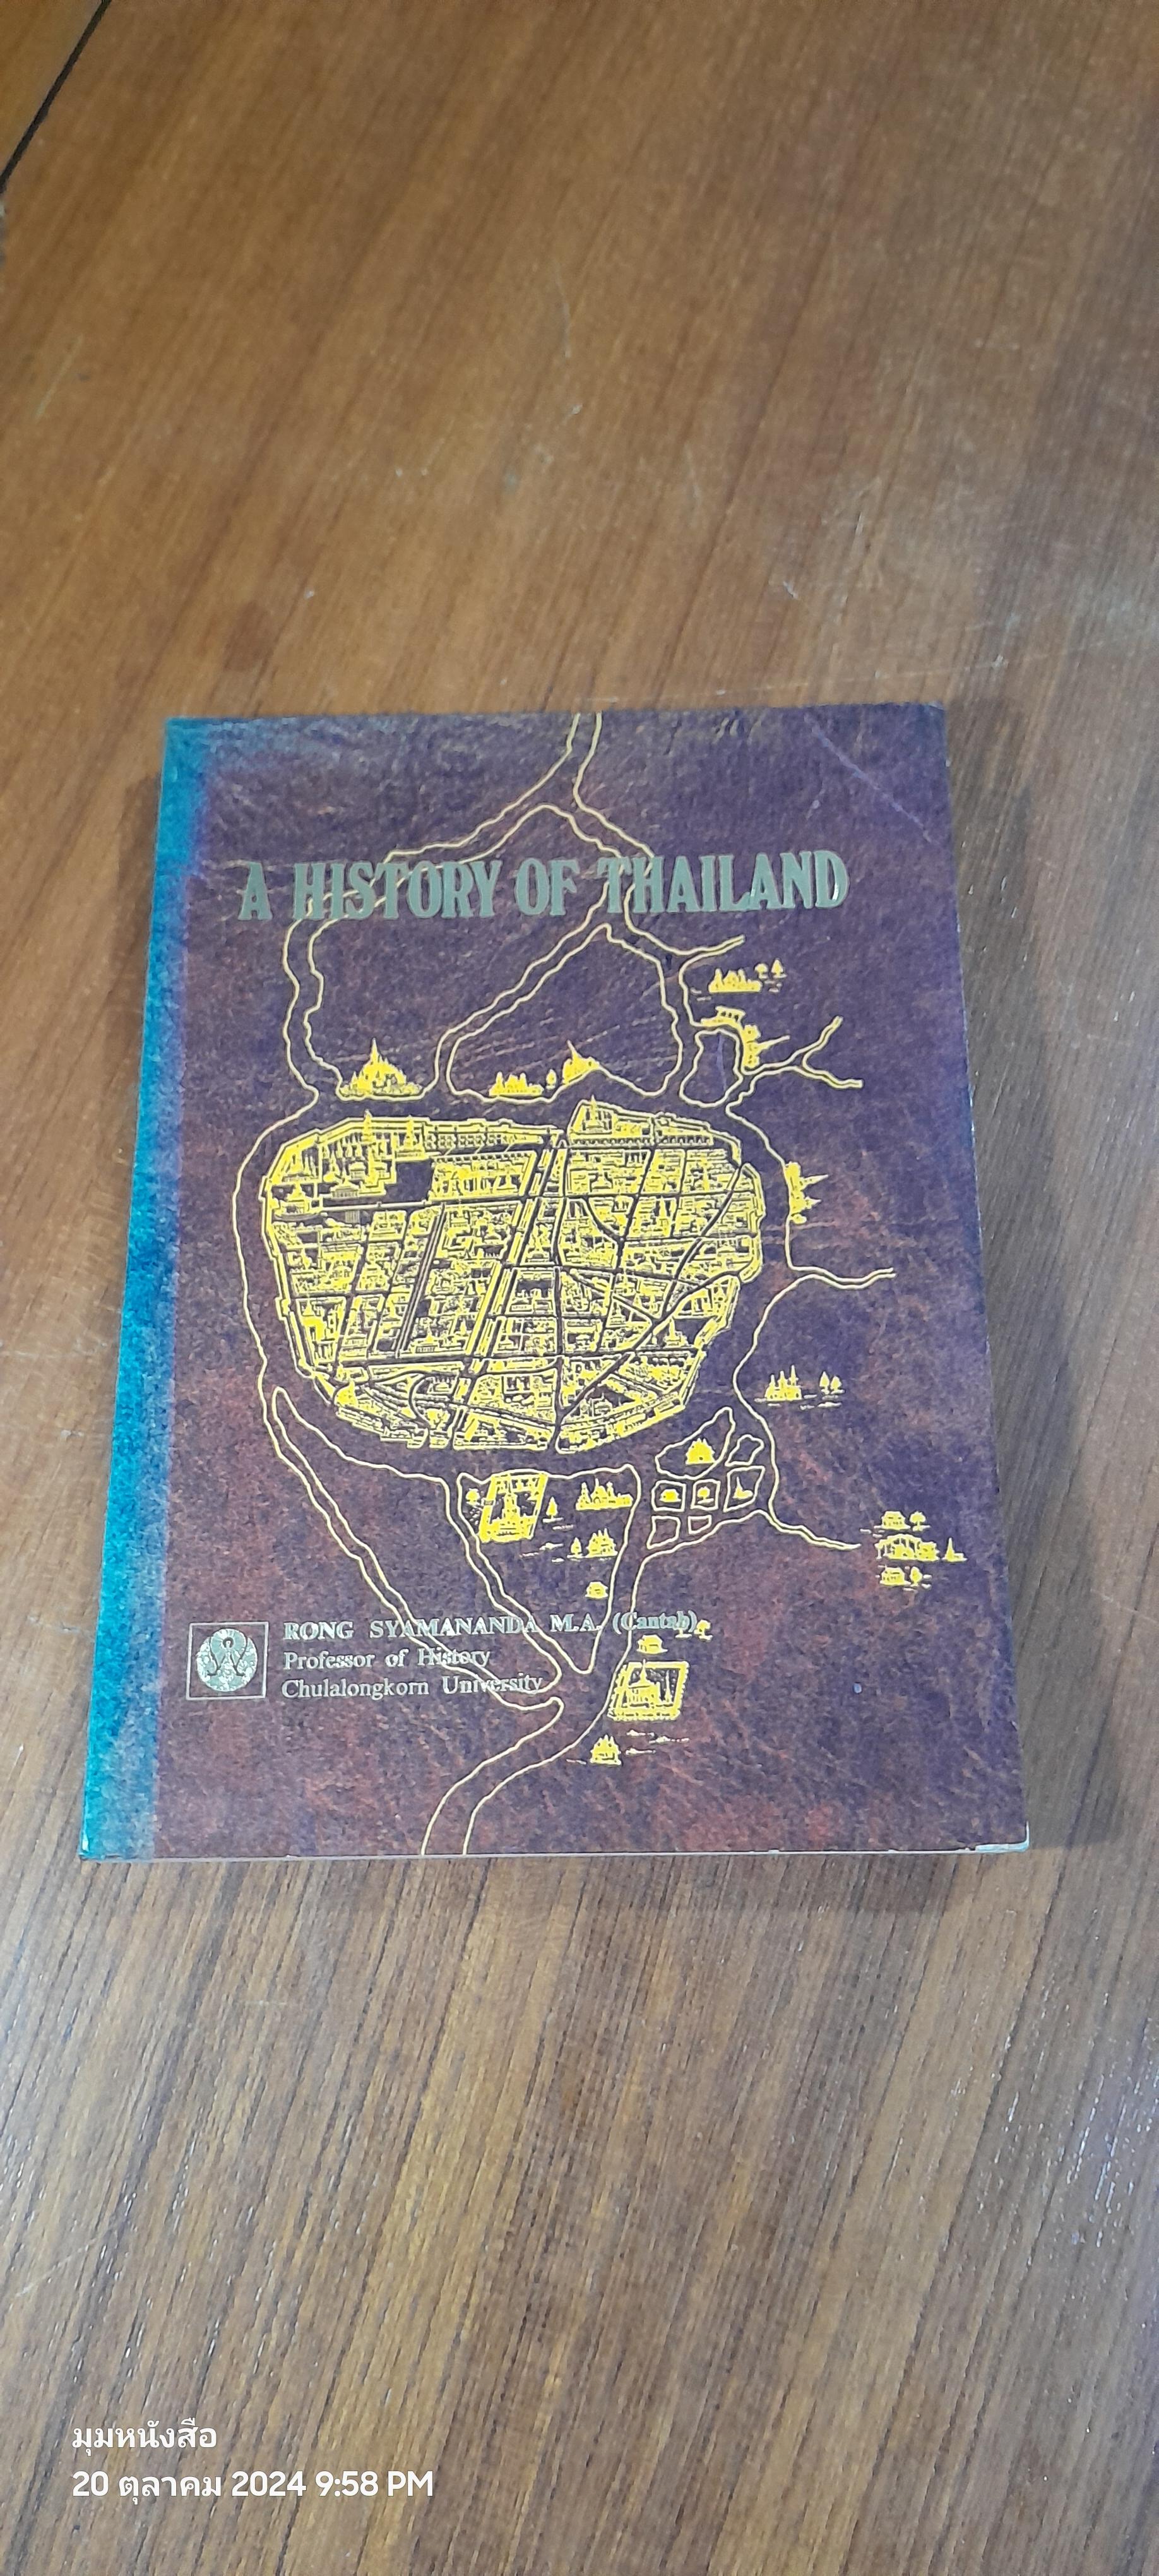 A HISTORY OF THAILAND
RONG SYAMANANDA M.A. (Cantab).
Professor of History
Chulalongkorn University
มุมหนังสือ
20 ตุลาคม 2024 9:58 PM